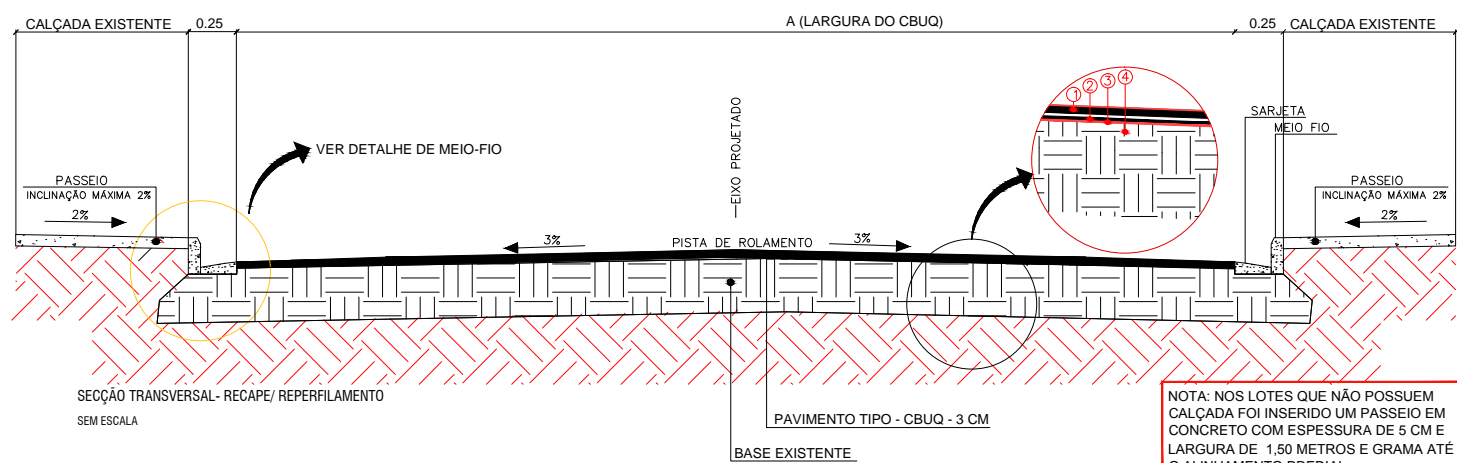 CALÇADA EXISTENTE
0.25
A (LARGURA DO CBUQ)
0.25
CALÇADA EXISTENTE
1
2
3
4
SARJETA
MEIO FIO
EIXO PROJETADO
VER DETALHE DE MEIO-FIO
PASSEIO
INCLINAÇÃO MÁXIMA 2%
2%
PASSEIO
INCLINAÇÃO MÁXIMA 2%
2%
3%
PISTA DE ROLAMENTO
3%
SECÇÃO TRANSVERSAL- RECAPE/ REPERFILAMENTO
SEM ESCALA
PAVIMENTO TIPO - CBUQ - 3 CM
BASE EXISTENTE
NOTA: NOS LOTES QUE NÃO POSSUEM
CALÇADA FOI INSERIDO UM PASSEIO EM
CONCRETO COM ESPESSURA DE 5 CM E
LARGURA DE 1,50 METROS E GRAMA ATÉ
O ALINHAMENTO PREDIAL